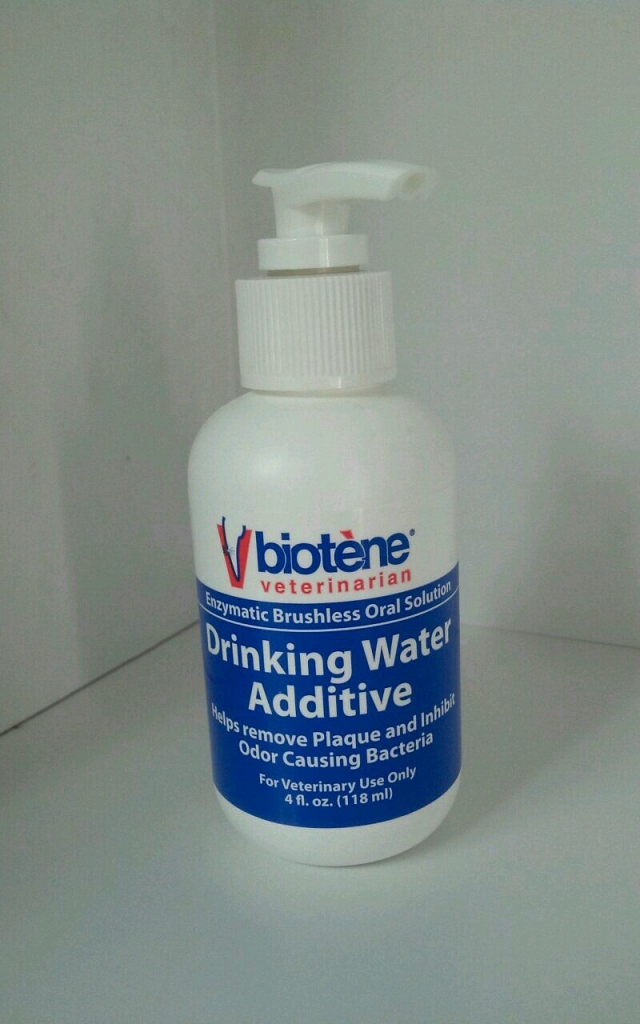 biotène®
veterinarian
Enzymatic Brushless Oral Solution
Drinking Water
Additive
Helps remove Plaque and Inhibit
Odor Causing Bacteria
For Veterinary Use Only
4 fl. oz. (118 ml)